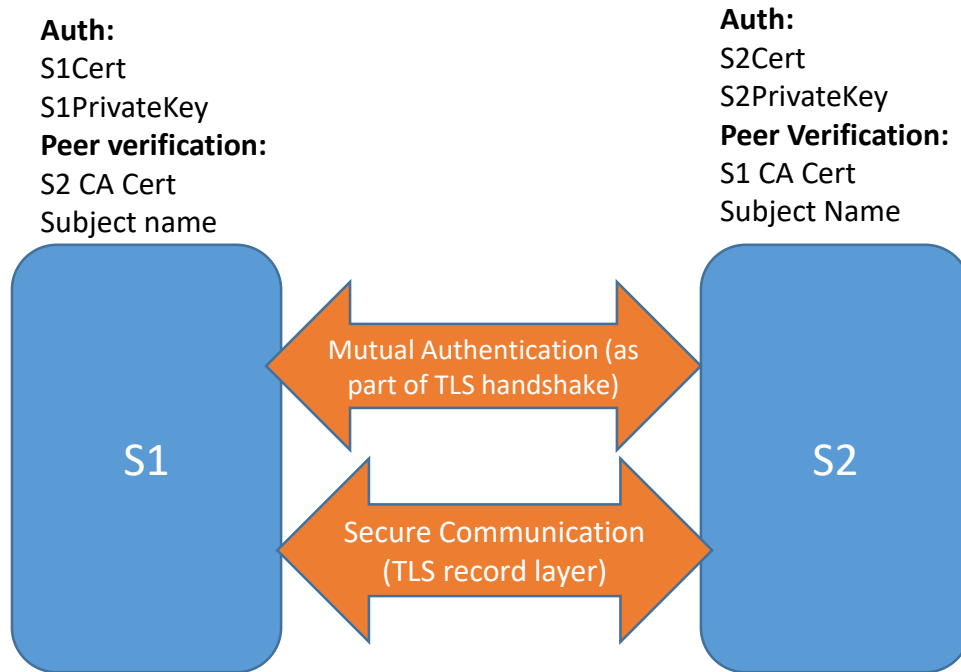 Auth:
S1Cert
S1PrivateKey
Peer verification:
S2 CA Cert
Subject name
Auth:
S2Cert
S2PrivateKey
Peer Verification:
S1 CA Cert
Subject Name
S1
Mutual Authentication (as
part of TLS handshake)
Secure Communication
(TLS record layer)
S2